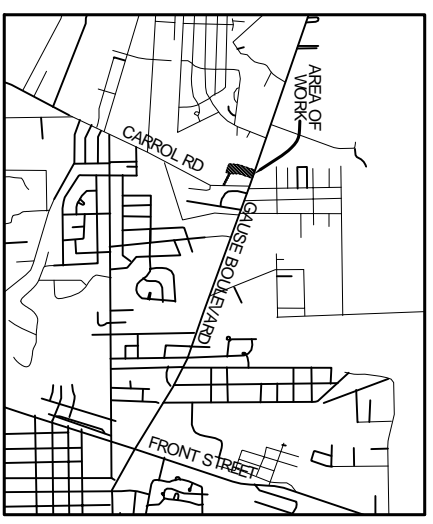 AREA OF
WORK
CARROL RD
GAUSE BOULEVARD
FRONT STREET